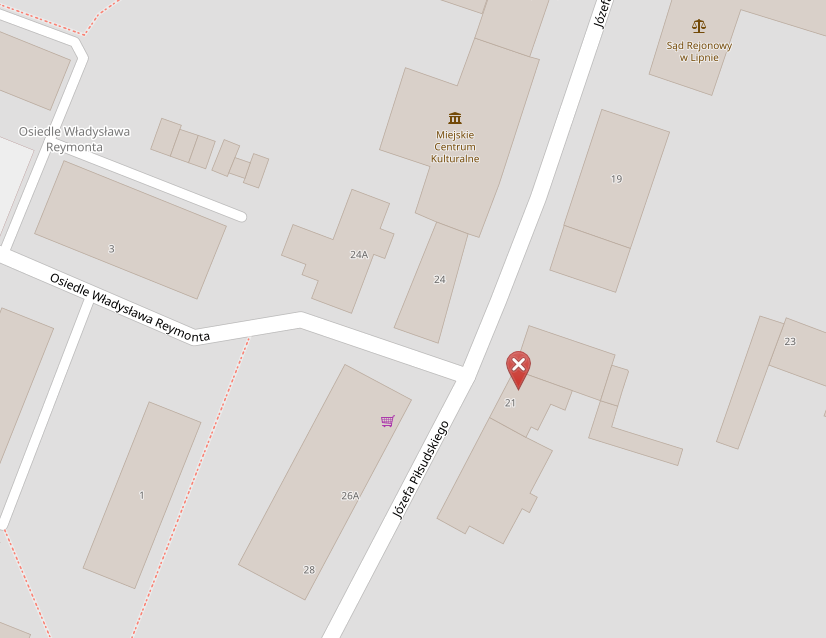 Józef
Sąd Rejonowy
w Lipnie
Osiedle Władysława
Reymonta
Miejskie
Centrum
Kulturalne
19
3
24A
24
Osiedle Władysława Reymonta
23
21
Józefa Piłsudskiego
1
26A
28